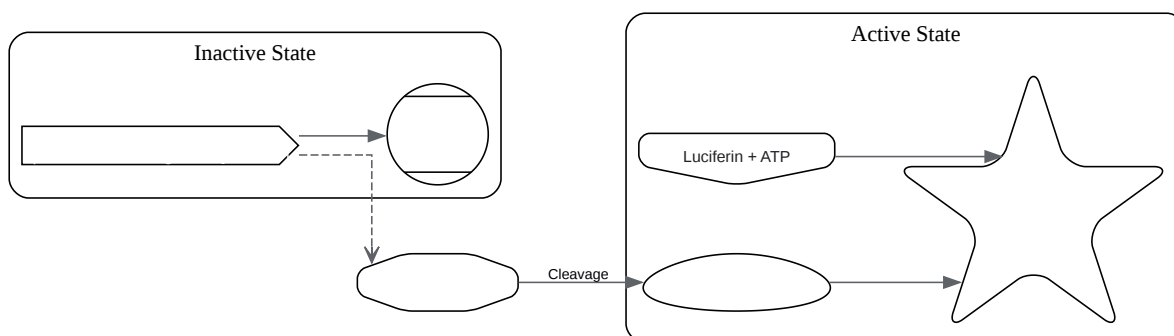 Inactive State
Active State
Luciferin + ATP
Cleavage